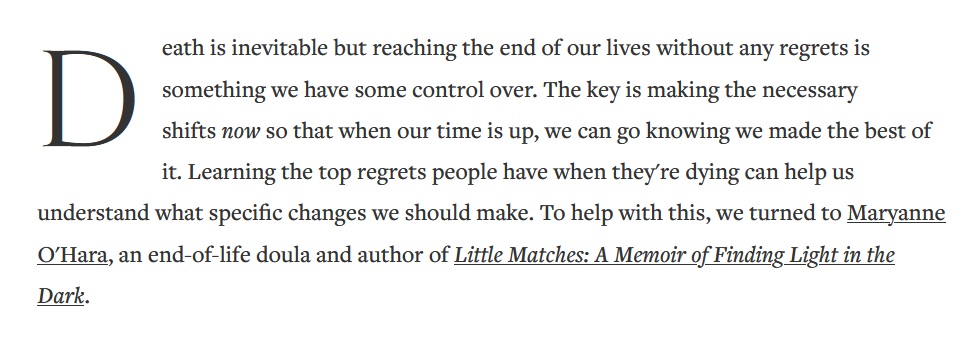 Death is inevitable but reaching the end of our lives without any regrets is
something we have some control over. The key is making the necessary
shifts now so that when our time is up, we can go knowing we made the best of
it. Learning the top regrets people have when they're dying can help us
understand what specific changes we should make. To help with this, we turned to Maryanne
O'Hara, an end-of-life doula and author of Little Matches: A Memoir of Finding Light in the
Dark.